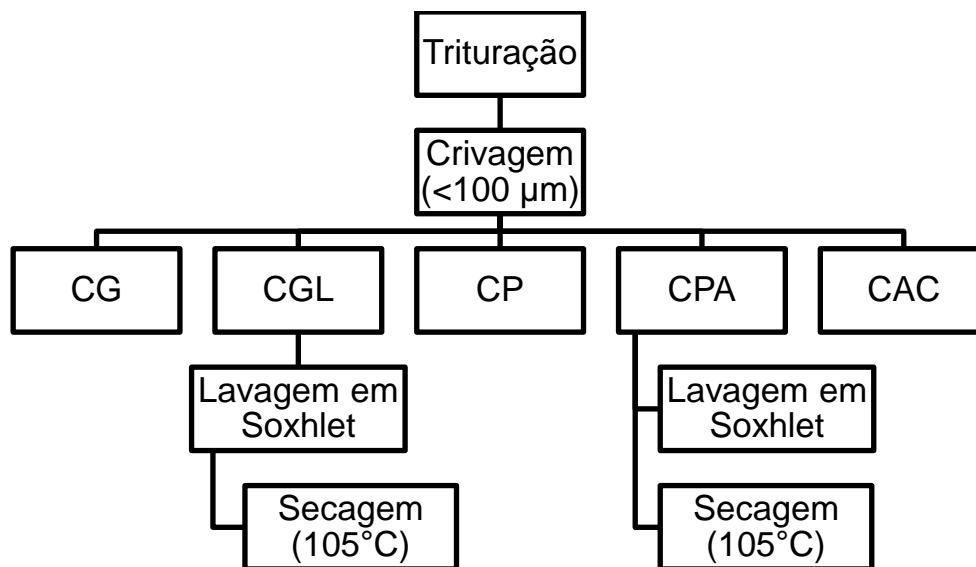 Trituração
Crivagem
(<100 µm)
CG
CGL
CP
CPA
CAC
Lavagem em
Soxhlet
Lavagem em
Soxhlet
Secagem
(105°C)
Secagem
(105°C)